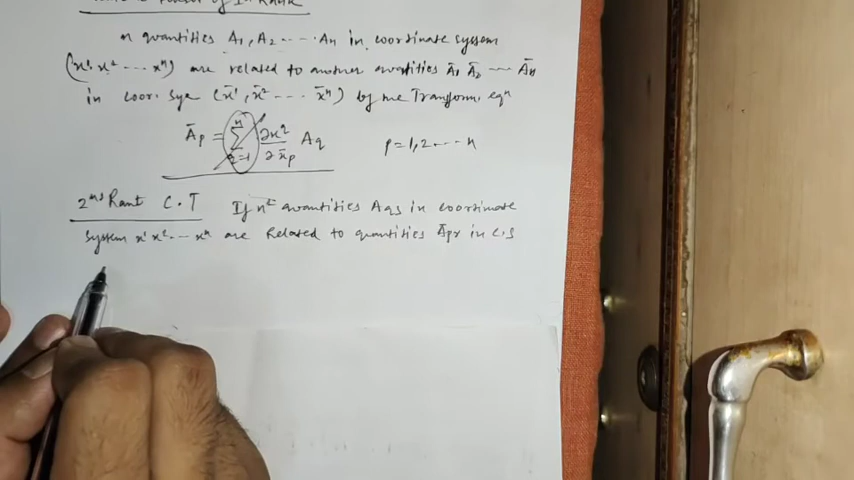 n quantities A1, A2 ---- An in coordinate system
(x¹, x² --- xⁿ) are related to another quantities Ā1 Ā2 --- Ān
in coor. sys (x̄¹, x̄² --- x̄ⁿ) by the Transform. eqⁿ
Āp = Σ ∂x^q/∂x̄p Aq p = 1,2 ---- n
2nd Rank C.T If n² quantities Aqs in coordinate
system x¹ x² --- xⁿ are Related to quantities Āpr in C.S